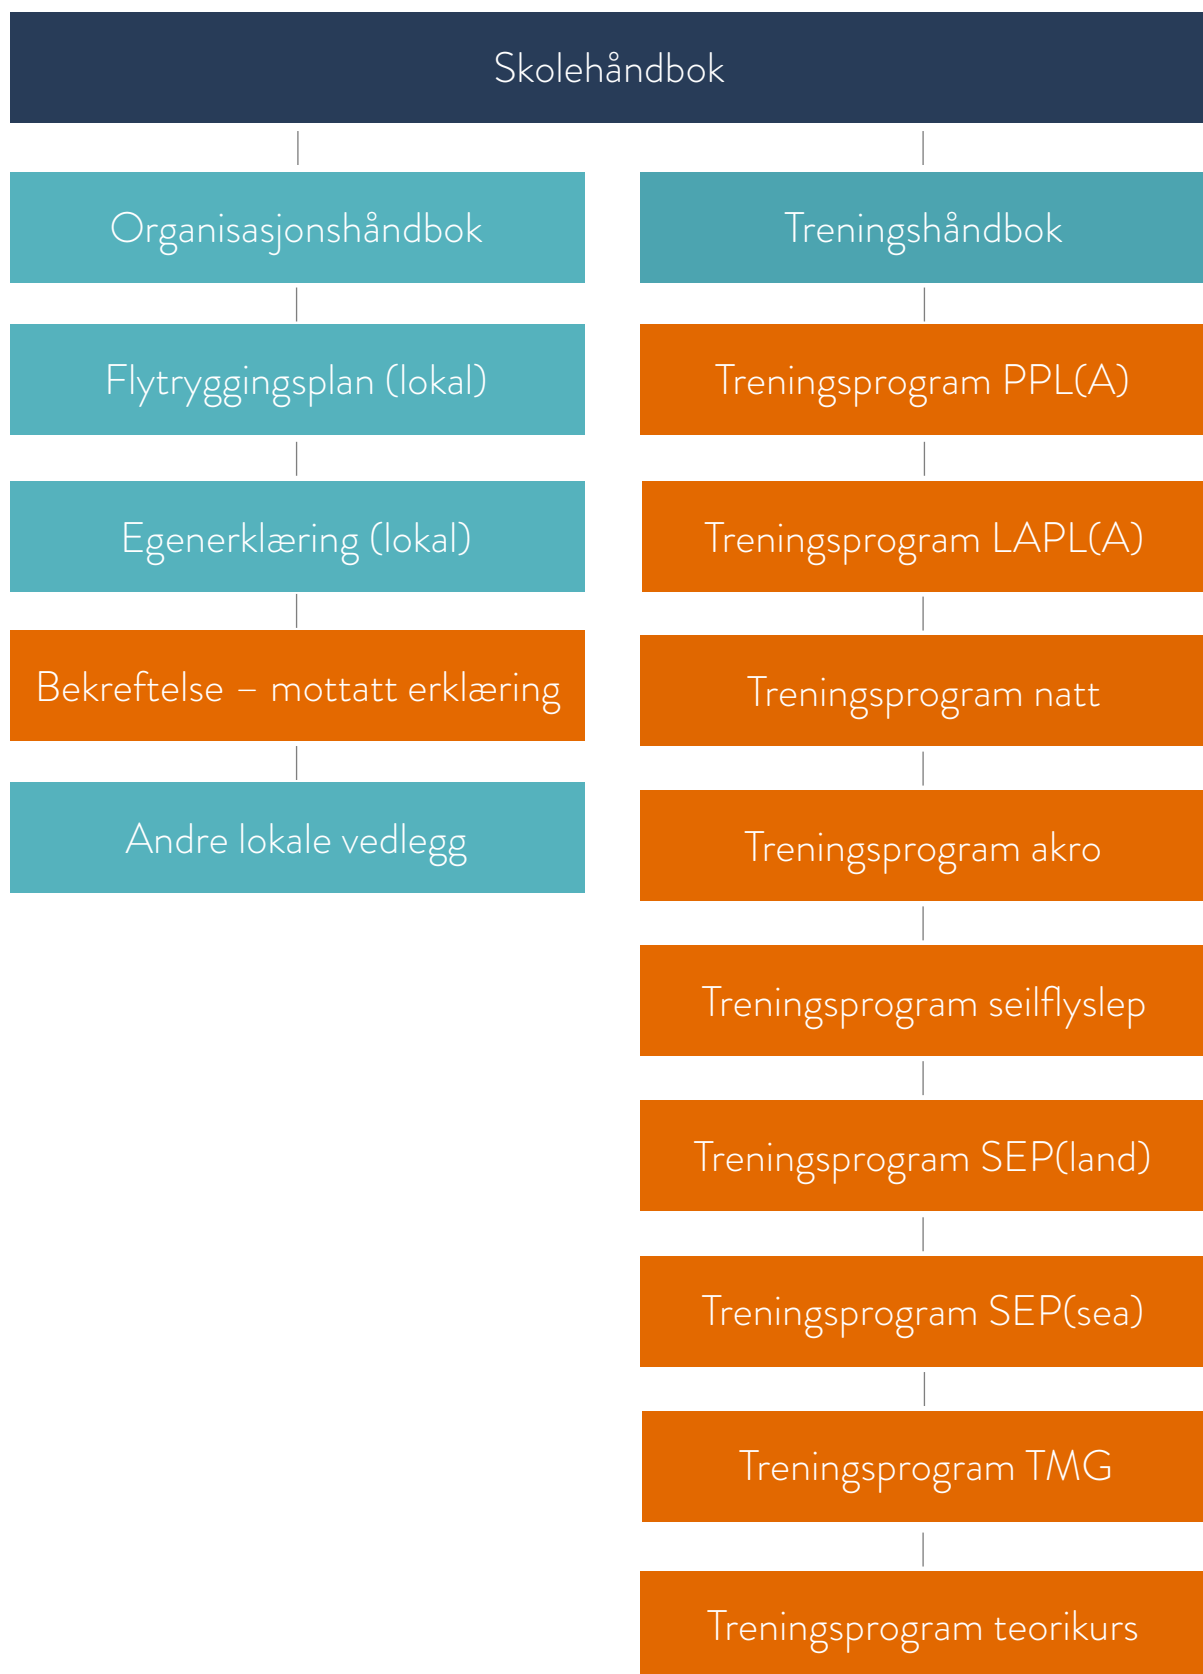 Skolehåndbok
Organisasjonshåndbok
Flytryggingsplan (lokal)
Egenerklæring (lokal)
Bekreftelse – mottatt erklæring
Andre lokale vedlegg
Treningshåndbok
Treningsprogram PPL(A)
Treningsprogram LAPL(A)
Treningsprogram natt
Treningsprogram akro
Treningsprogram seilflyslep
Treningsprogram SEP(land)
Treningsprogram SEP(sea)
Treningsprogram TMG
Treningsprogram teorikurs